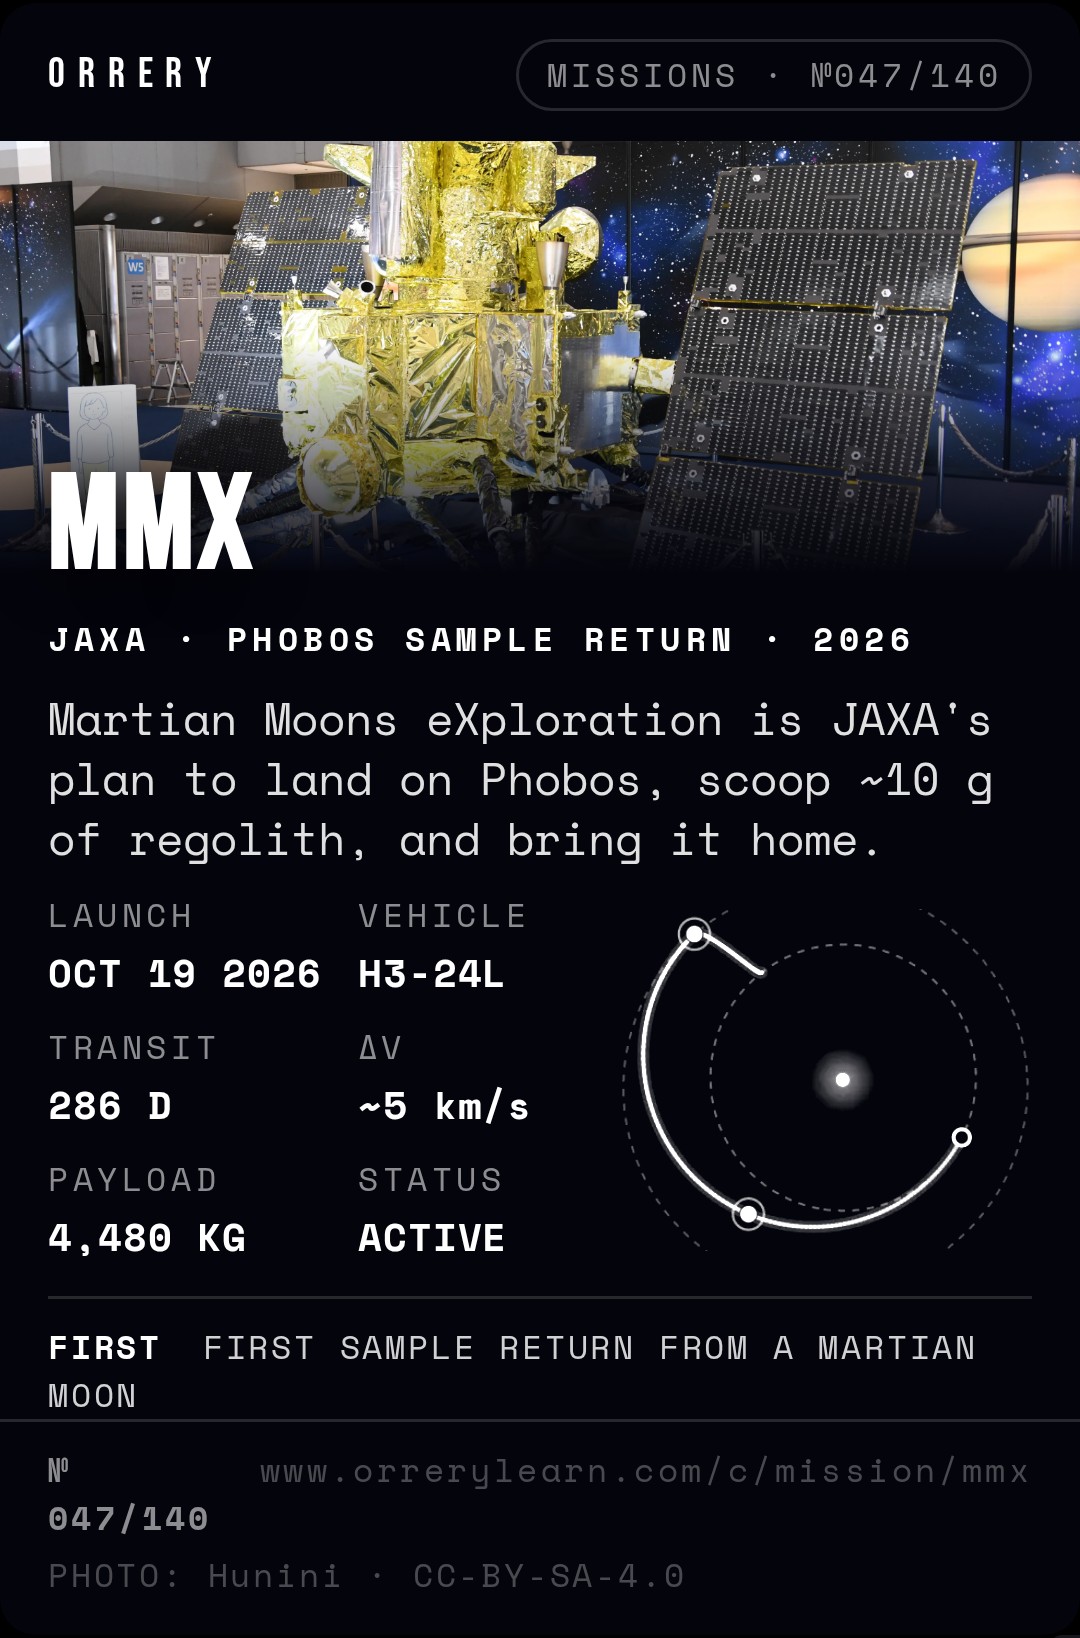 ORRERY
MISSIONS · №047/140
W5
MMX
JAXA · PHOBOS SAMPLE RETURN · 2026
Martian Moons eXploration is JAXA's
plan to land on Phobos, scoop ~10 g
of regolith, and bring it home.
LAUNCH
OCT 19 2026
VEHICLE
H3-24L
TRANSIT
286 D
ΔV
~5 km/s
PAYLOAD
4,480 KG
STATUS
ACTIVE
FIRST FIRST SAMPLE RETURN FROM A MARTIAN
MOON
№
047/140
www.orrerylearn.com/c/mission/mmx
PHOTO: Hunini · CC-BY-SA-4.0